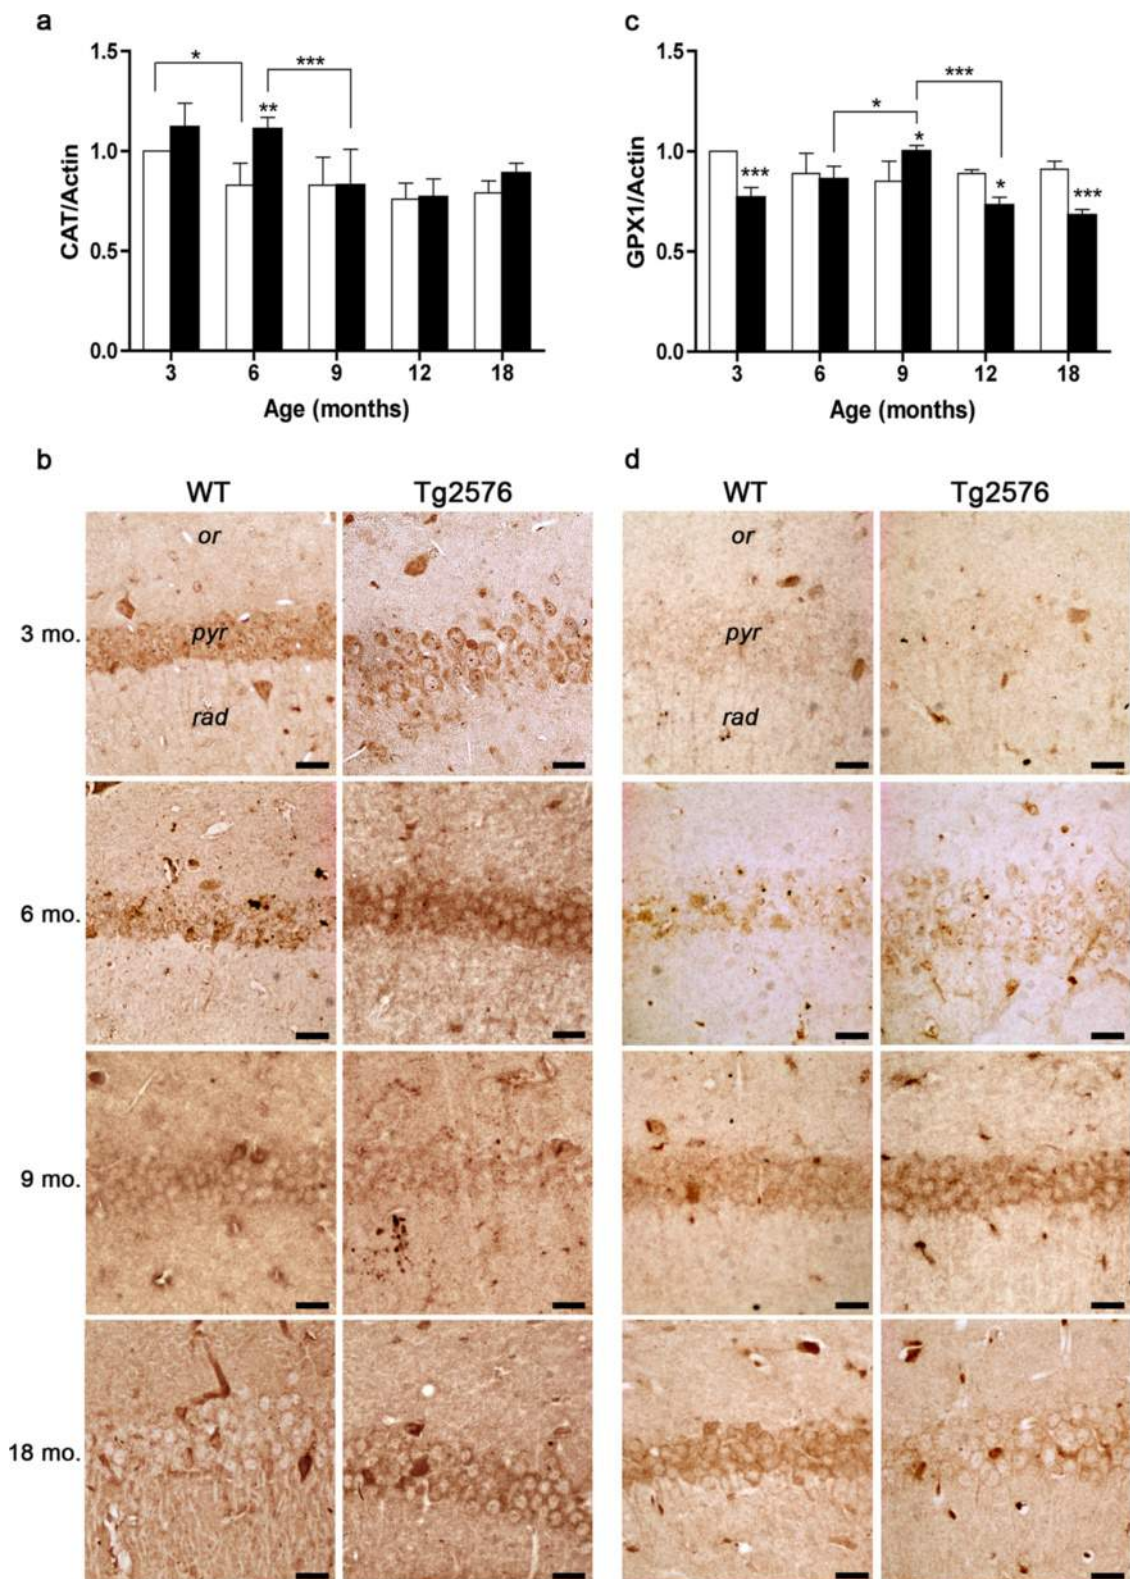 a
CAT/Actin
1.5
1.0
0.5
0.0
*
***
**
3 6 9 12 18
Age (months)
c
GPX1/Actin
1.5
1.0
0.5
0.0
***
*
***
*
*
***
3 6 9 12 18
Age (months)
b
WT Tg2576
3 mo.
or
pyr
rad
6 mo.
9 mo.
18 mo.
d
WT Tg2576
or
pyr
rad